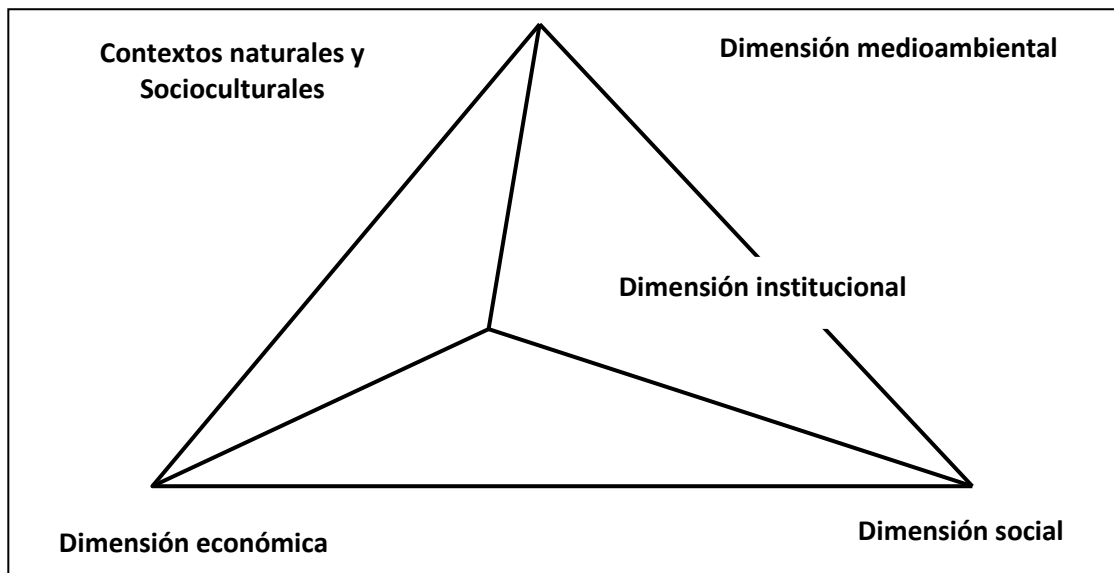 Contextos naturales y
Socioculturales
Dimensión medioambiental
Dimensión institucional
Dimensión económica
Dimensión social